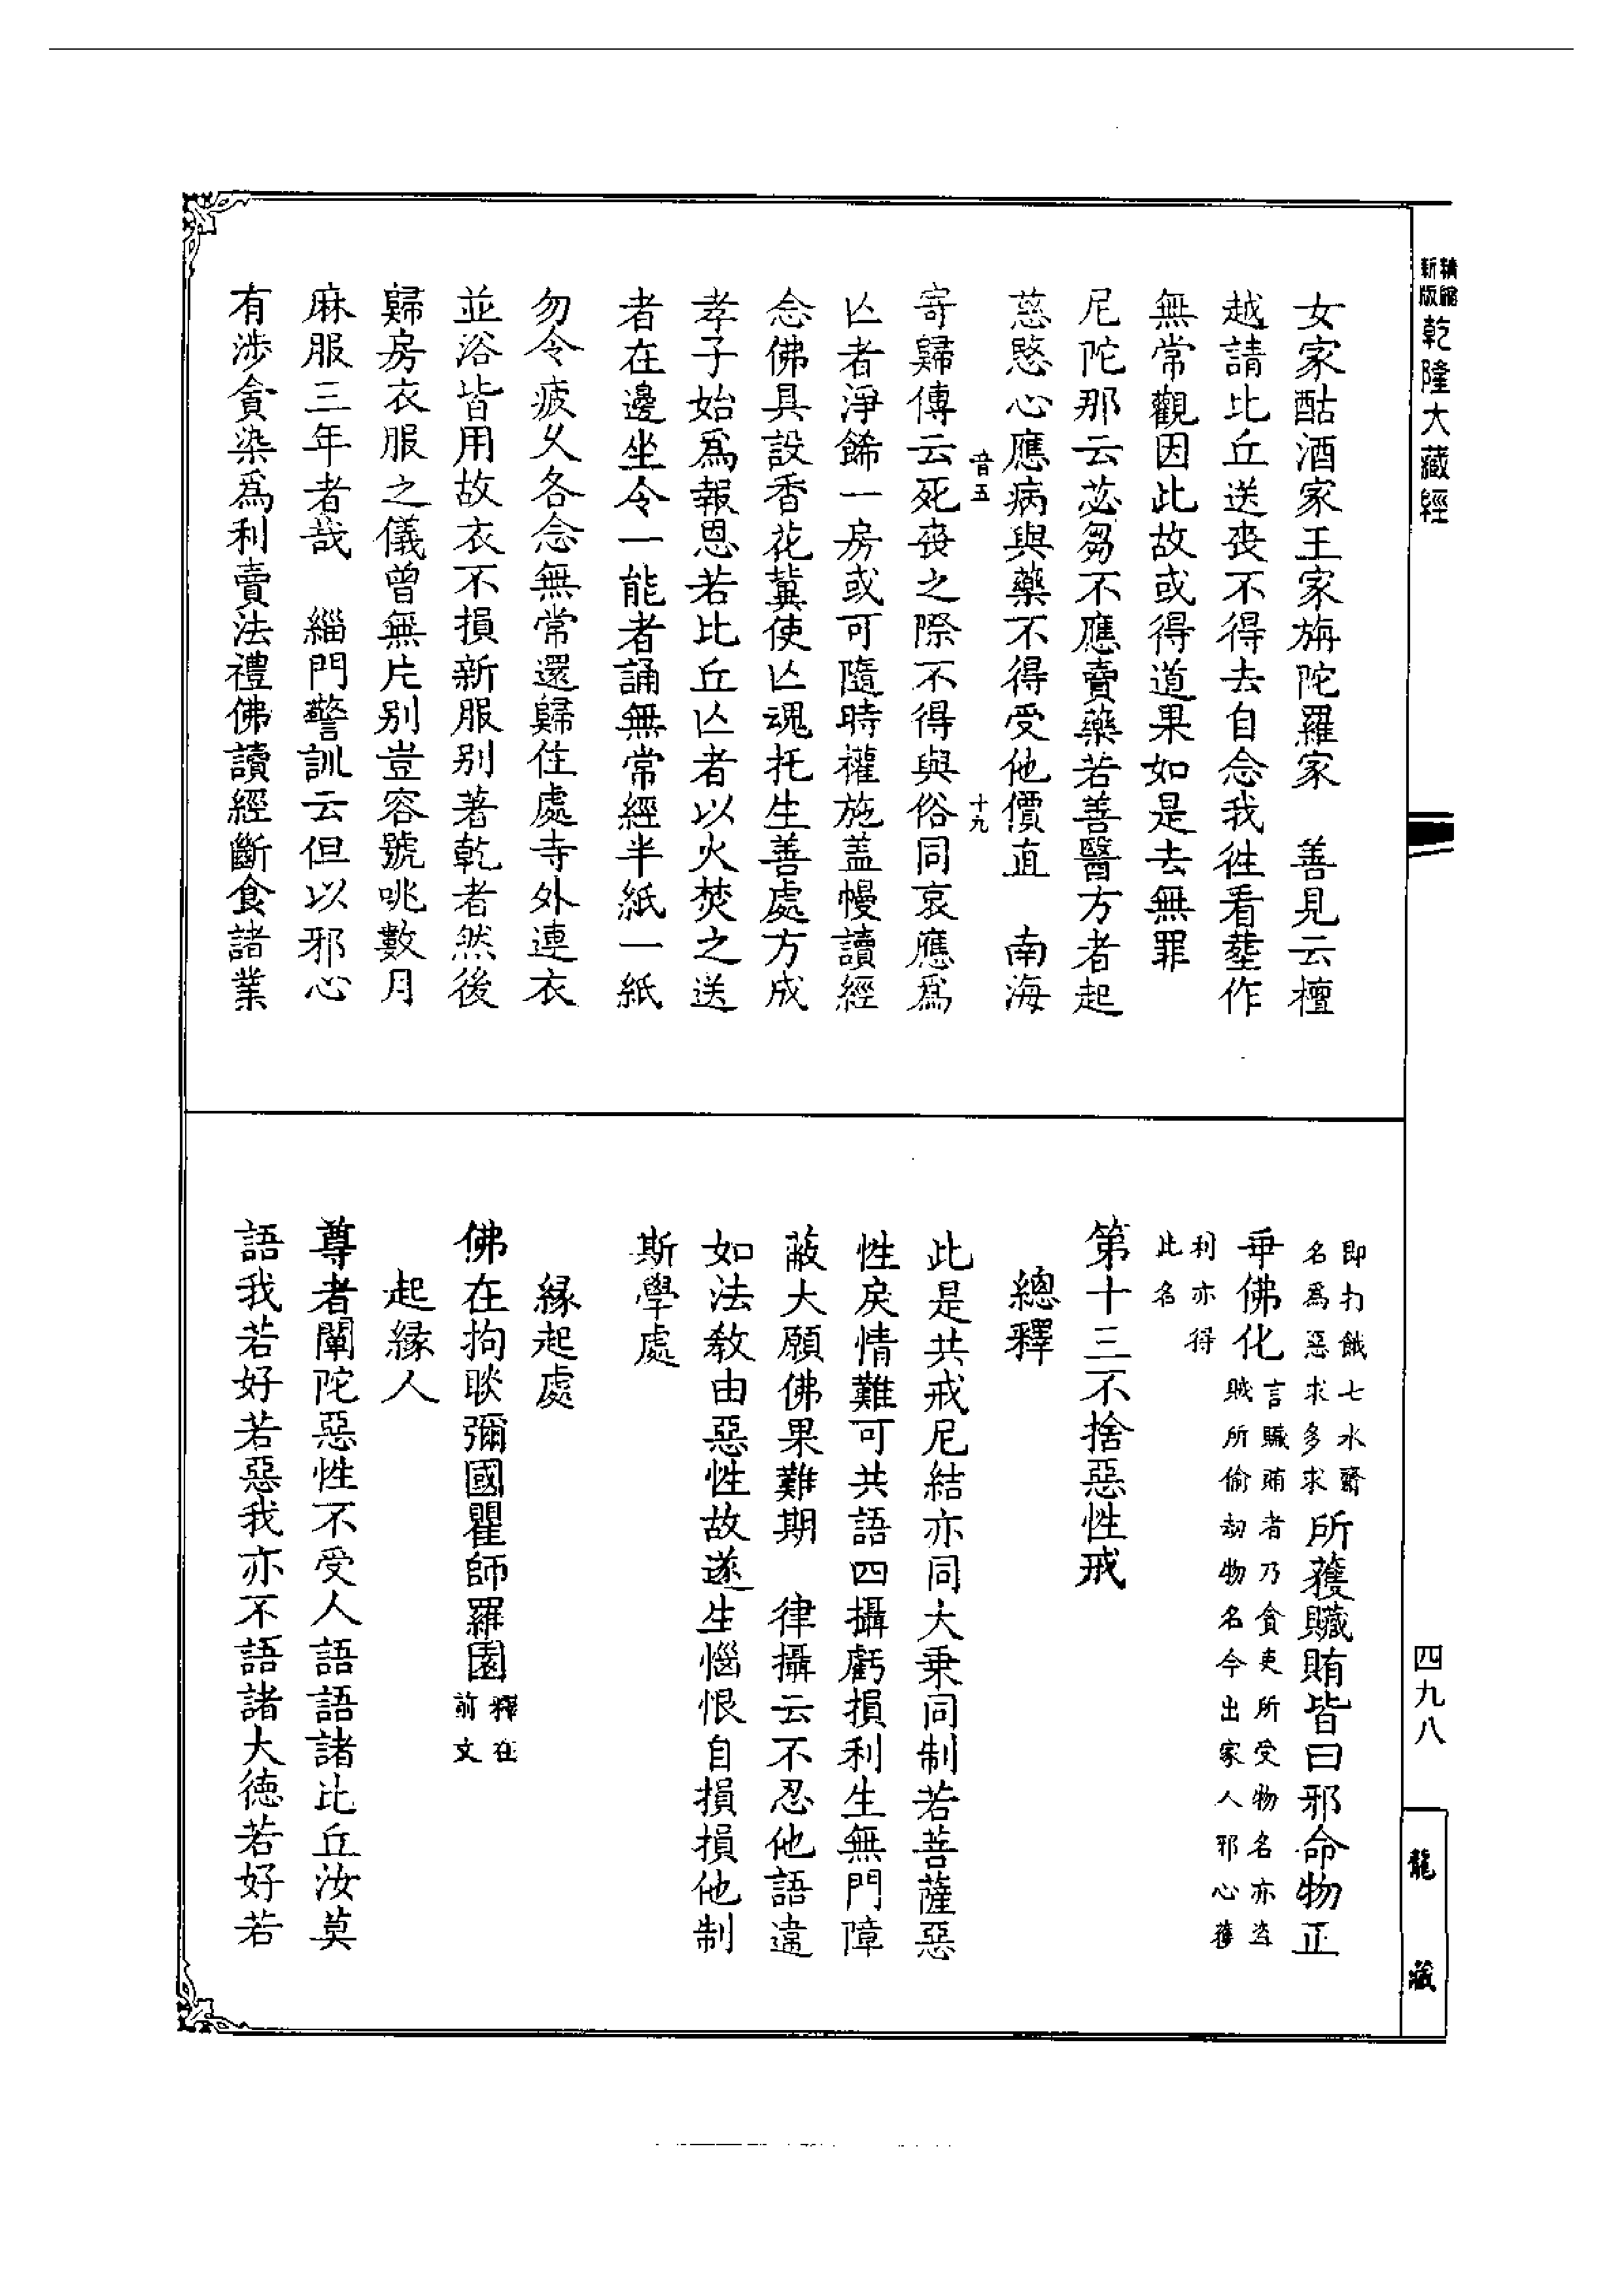 精縮新版乾隆大藏經
女家酤酒家王家旃陀羅家　善見云檀
越請比丘送喪不得去自念我往看塟作
無常觀因此故或得道果如是去無罪
尼陀那云苾芻不應賣藥若善醫方者起
慈愍心應病與藥不得受他價直　南海
音五　十九
寄歸傳云死喪之際不得與俗同哀應爲
亾者淨餙一房或可隨時權施盖幔讀經
念佛具設香花冀使亾魂托生善處方成
孝子始爲報恩若比丘亾者以火焚之送
者在邊坐令一能者誦無常經半紙一紙
勿令疲乆各念無常還歸住處寺外連衣
並浴皆用故衣不損新服别著乾者然後
歸房衣服之儀曾無片别豈容號咷數月
麻服三年者哉　緇門警訓云但以邪心
有涉貪染爲利賣法禮佛讀經斷食諸業
即打餓七水齋
名爲惡求多求
所獲贓賄皆曰邪命物正
乖佛化
言贓賄者乃貪吏所受物名亦盗
賊所偷劫物名今出家人邪心獲
利亦得
此名
第十三不捨惡性戒
總釋
此是共戒尼結亦同大乗同制若菩薩惡
性戾情難可共語四攝虧損利生無門障
蔽大願佛果難期　律攝云不忍他語違
如法教由惡性故遂生惱恨自損損他制
斯學處
緣起處
佛在拘睒彌國瞿師羅園
釋在
前文
起緣人
尊者闡陀惡性不受人語語諸比丘汝莫
語我若好若惡我亦不語諸大德若好若
四九八
龍藏